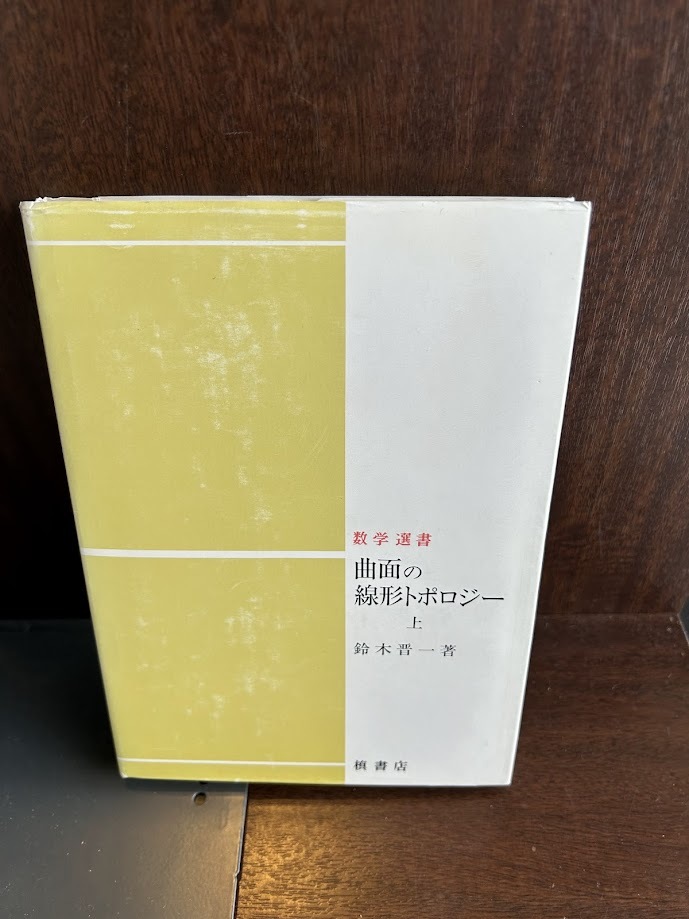 数学選書
曲面の
線形トポロジー
上
鈴木晋一著
槙書店